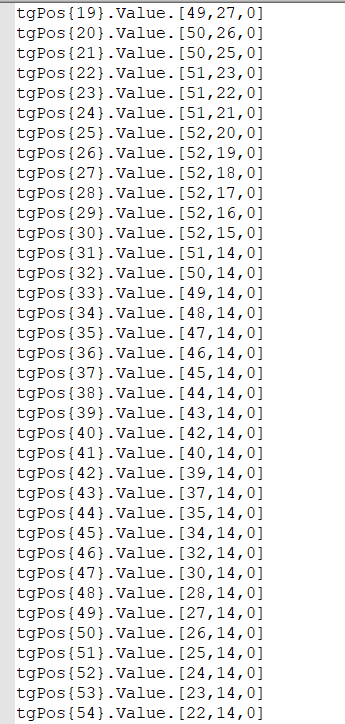 tgPos{19}.Value.[49,27,0]
tgPos{20}.Value.[50,26,0]
tgPos{21}.Value.[50,25,0]
tgPos{22}.Value.[51,23,0]
tgPos{23}.Value.[51,22,0]
tgPos{24}.Value.[51,21,0]
tgPos{25}.Value.[52,20,0]
tgPos{26}.Value.[52,19,0]
tgPos{27}.Value.[52,18,0]
tgPos{28}.Value.[52,17,0]
tgPos{29}.Value.[52,16,0]
tgPos{30}.Value.[52,15,0]
tgPos{31}.Value.[51,14,0]
tgPos{32}.Value.[50,14,0]
tgPos{33}.Value.[49,14,0]
tgPos{34}.Value.[48,14,0]
tgPos{35}.Value.[47,14,0]
tgPos{36}.Value.[46,14,0]
tgPos{37}.Value.[45,14,0]
tgPos{38}.Value.[44,14,0]
tgPos{39}.Value.[43,14,0]
tgPos{40}.Value.[42,14,0]
tgPos{41}.Value.[40,14,0]
tgPos{42}.Value.[39,14,0]
tgPos{43}.Value.[37,14,0]
tgPos{44}.Value.[35,14,0]
tgPos{45}.Value.[34,14,0]
tgPos{46}.Value.[32,14,0]
tgPos{47}.Value.[30,14,0]
tgPos{48}.Value.[28,14,0]
tgPos{49}.Value.[27,14,0]
tgPos{50}.Value.[26,14,0]
tgPos{51}.Value.[25,14,0]
tgPos{52}.Value.[24,14,0]
tgPos{53}.Value.[23,14,0]
tgPos{54}.Value.[22,14,0]